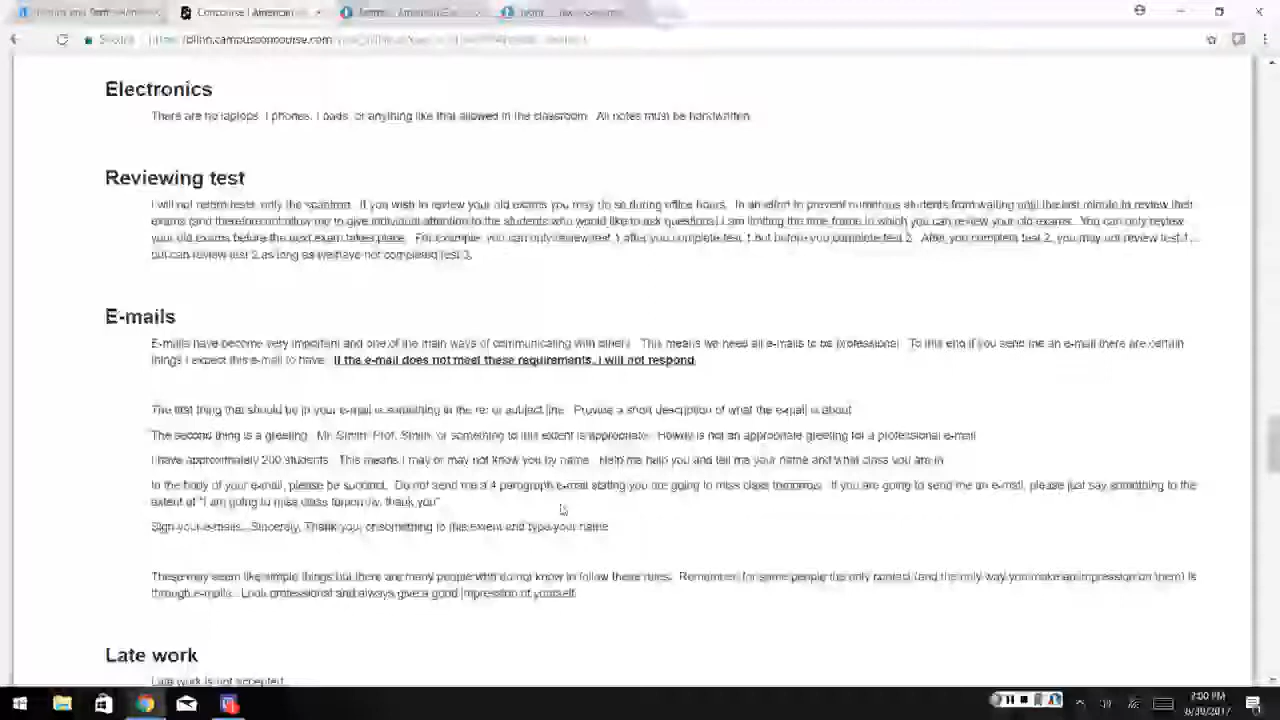 Concourse | American
blinn.campusconcourse.com
Electronics
There are no laptops, I phones, I pads, or anything like that allowed in the classroom. All notes must be handwritten.
Reviewing test
I will not return tests, only the scantron. If you wish to review your old exams you may do so during office hours. In an effort to prevent numerous students from waiting until the last minute to review their
exams (and therefore not allow me to give individual attention to the students who would like to ask questions) I am limiting the time frame in which you can review your old exams. You can only review
your old exams before the next exam takes place. For example, you can only review test 1 after you complete test 1 but before you complete test 2. After you complete test 2, you may not review test 1,
but can review test 2 as long as we have not completed test 3.
E-mails
E-mails have become very important and one of the main ways of communicating with others. This means we need all e-mails to be professional. To this end if you send me an e-mail there are certain
things I expect this e-mail to have. If the e-mail does not meet these requirements, I will not respond.
The first thing that should be in your e-mail is something in the re: or subject line. Provide a short description of what the e-mail is about.
The second thing is a greeting. Mr. Smith, Prof. Smith, or something to this extent is appropriate. Howdy is not an appropriate greeting for a professional e-mail.
I have approximately 200 students. This means I may or may not know you by name. Help me help you and tell me your name and what class you are in.
In the body of your e-mail, please be succinct. Do not send me a 4 paragraph e-mail stating you are going to miss class tomorrow. If you are going to send me an e-mail, please just say something to the
extent of "I am going to miss class tomorrow, thank you"
Sign your e-mails. Sincerely, Thank you, or something to this extent and type your name.
These may seem like simple things but there are many people who do not know to follow these rules. Remember for some people the only contact (and the only way you make an impression on them) is
through e-mails. Look professional and always give a good impression of yourself.
Late work
Late work is not accepted.
2:00 PM
8/30/2017